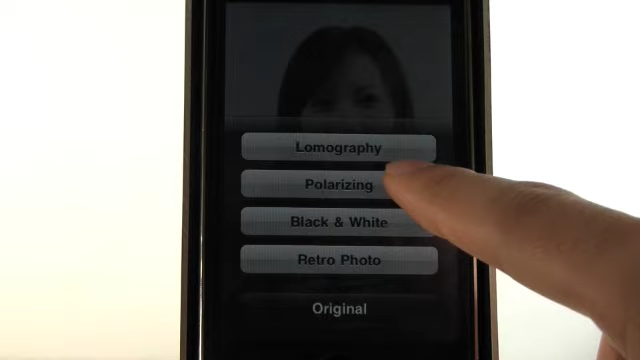 Lomography
Polarizing
Black & White
Retro Photo
Original